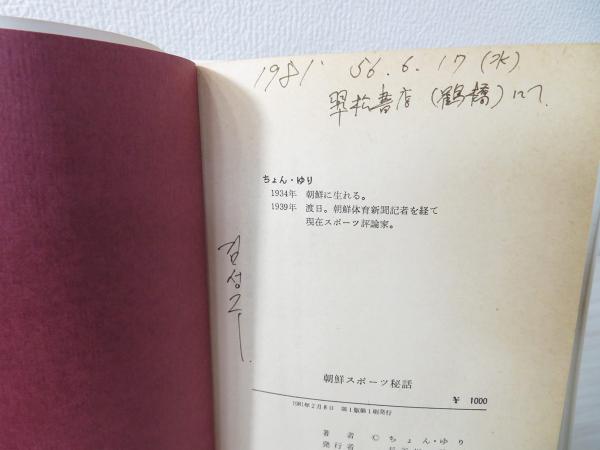 1981' 56.6.17 (水)
翠松書店 (鶴橋) にて.
ちょん・ゆり
1934年 朝鮮に生れる。
1939年 渡日。朝鮮体育新聞記者を経て
現在スポーツ評論家。
朝鮮スポーツ秘話
¥ 1000
1981年2月8日 第1版第1刷発行
著者 © ちょん・ゆり
発行者